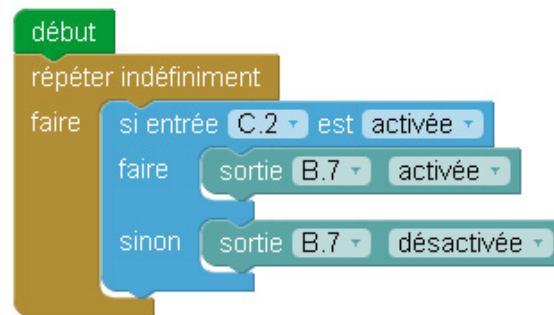 début
répéter indéfiniment
faire si entrée C.2 est activée
faire sortie B.7 activée
sinon sortie B.7 désactivée